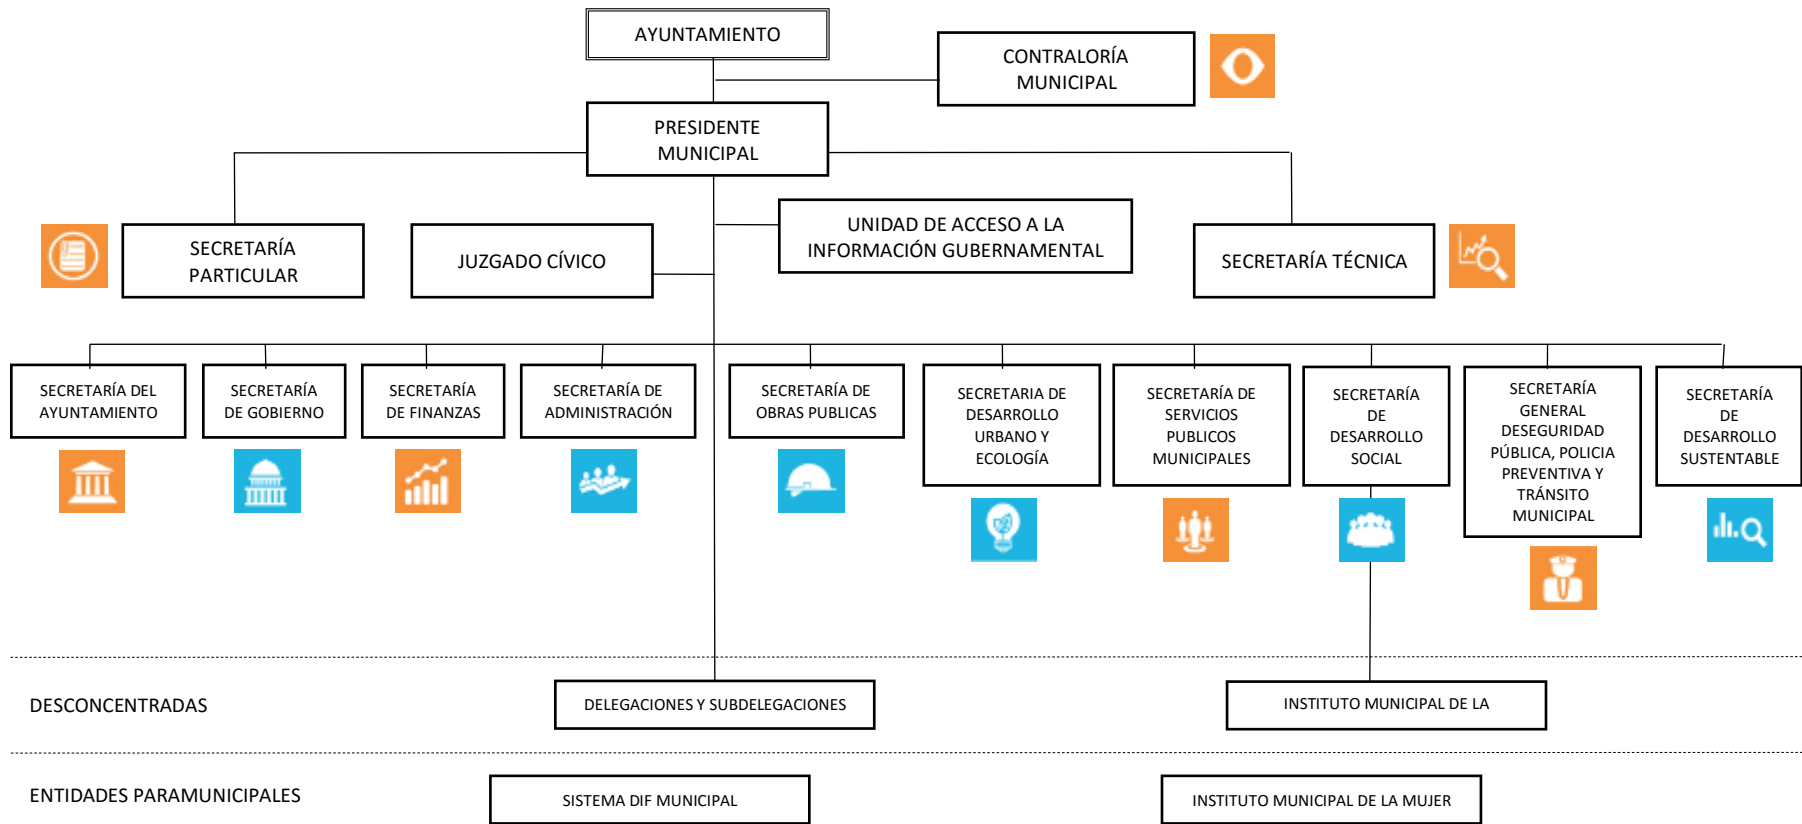 AYUNTAMIENTO
CONTRALORÍA
MUNICIPAL
PRESIDENTE
MUNICIPAL
SECRETARÍA
PARTICULAR
JUZGADO CÍVICO
UNIDAD DE ACCESO A LA
INFORMACIÓN GUBERNAMENTAL
SECRETARÍA TÉCNICA
SECRETARÍA DEL
AYUNTAMIENTO
SECRETARÍA
DE GOBIERNO
SECRETARÍA
DE FINANZAS
SECRETARÍA DE
ADMINISTRACIÓN
SECRETARÍA DE
OBRAS PUBLICAS
SECRETARIA DE
DESARROLLO
URBANO Y
ECOLOGÍA
SECRETARÍA DE
SERVICIOS
PUBLICOS
MUNICIPALES
SECRETARÍA
DE
DESARROLLO
SOCIAL
SECRETARÍA
GENERAL
DESEGURIDAD
PÚBLICA, POLICIA
PREVENTIVA Y
TRÁNSITO
MUNICIPAL
SECRETARÍA
DE
DESARROLLO
SUSTENTABLE
DESCONCENTRADAS
DELEGACIONES Y SUBDELEGACIONES
INSTITUTO MUNICIPAL DE LA
ENTIDADES PARAMUNICIPALES
SISTEMA DIF MUNICIPAL
INSTITUTO MUNICIPAL DE LA MUJER